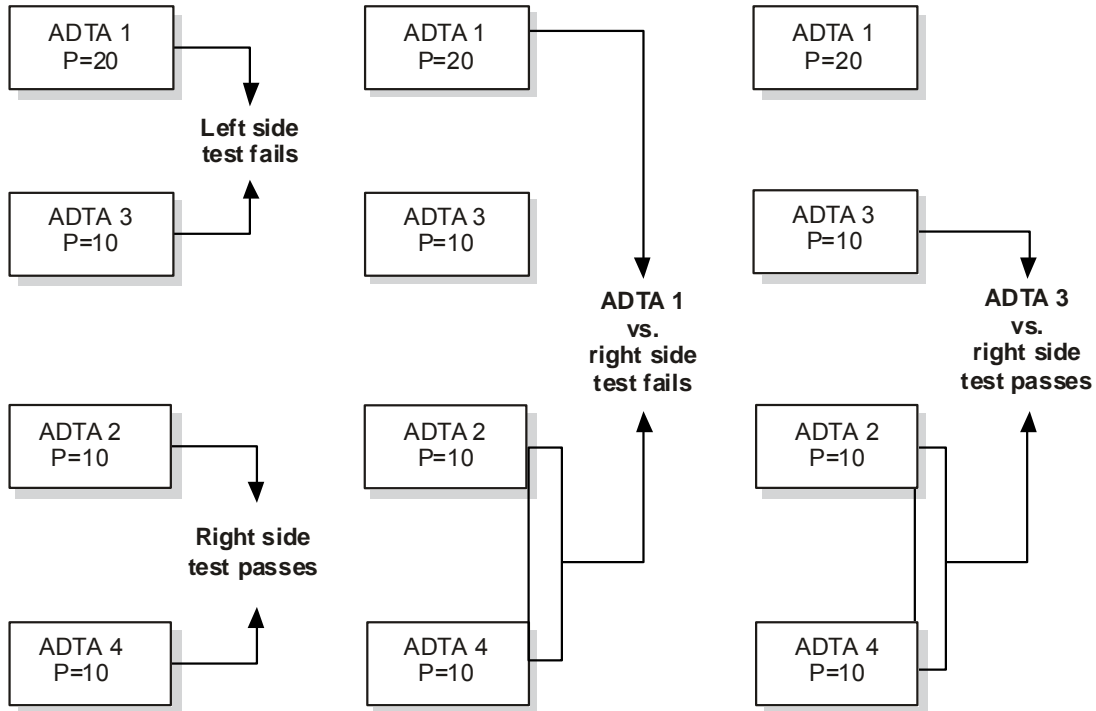 ADTA 1
P=20
Left side
test fails
ADTA 3
P=10
ADTA 2
P=10
Right side
test passes
ADTA 4
P=10
ADTA 1
P=20
ADTA 3
P=10
ADTA 1
vs.
right side
test fails
ADTA 2
P=10
ADTA 4
P=10
ADTA 1
P=20
ADTA 3
P=10
ADTA 3
vs.
right side
test passes
ADTA 2
P=10
ADTA 4
P=10